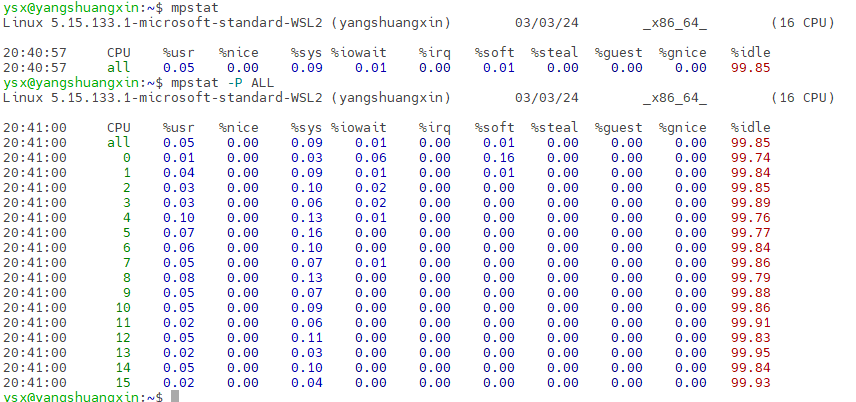 ysx@yangshuangxin:~$ mpstat
Linux 5.15.133.1-microsoft-standard-WSL2 (yangshuangxin) 03/03/24 _x86_64_ (16 CPU)
20:40:57 CPU %usr %nice %sys %iowait %irq %soft %steal %guest %gnice %idle
20:40:57 all 0.05 0.00 0.09 0.01 0.00 0.01 0.00 0.00 0.00 99.85
ysx@yangshuangxin:~$ mpstat -P ALL
Linux 5.15.133.1-microsoft-standard-WSL2 (yangshuangxin) 03/03/24 _x86_64_ (16 CPU)
20:41:00 CPU %usr %nice %sys %iowait %irq %soft %steal %guest %gnice %idle
20:41:00 all 0.05 0.00 0.09 0.01 0.00 0.01 0.00 0.00 0.00 99.85
20:41:00 0 0.01 0.00 0.03 0.06 0.00 0.16 0.00 0.00 0.00 99.74
20:41:00 1 0.04 0.00 0.09 0.01 0.00 0.01 0.00 0.00 0.00 99.84
20:41:00 2 0.03 0.00 0.10 0.02 0.00 0.00 0.00 0.00 0.00 99.85
20:41:00 3 0.03 0.00 0.06 0.02 0.00 0.00 0.00 0.00 0.00 99.89
20:41:00 4 0.10 0.00 0.13 0.01 0.00 0.00 0.00 0.00 0.00 99.76
20:41:00 5 0.07 0.00 0.16 0.00 0.00 0.00 0.00 0.00 0.00 99.77
20:41:00 6 0.06 0.00 0.10 0.00 0.00 0.00 0.00 0.00 0.00 99.84
20:41:00 7 0.05 0.00 0.07 0.01 0.00 0.00 0.00 0.00 0.00 99.86
20:41:00 8 0.08 0.00 0.13 0.00 0.00 0.00 0.00 0.00 0.00 99.79
20:41:00 9 0.05 0.00 0.07 0.00 0.00 0.00 0.00 0.00 0.00 99.88
20:41:00 10 0.05 0.00 0.09 0.00 0.00 0.00 0.00 0.00 0.00 99.86
20:41:00 11 0.02 0.00 0.06 0.00 0.00 0.00 0.00 0.00 0.00 99.91
20:41:00 12 0.05 0.00 0.11 0.00 0.00 0.00 0.00 0.00 0.00 99.83
20:41:00 13 0.02 0.00 0.03 0.00 0.00 0.00 0.00 0.00 0.00 99.95
20:41:00 14 0.05 0.00 0.10 0.00 0.00 0.00 0.00 0.00 0.00 99.84
20:41:00 15 0.02 0.00 0.04 0.00 0.00 0.00 0.00 0.00 0.00 99.93
ysx@yangshuangxin:~$